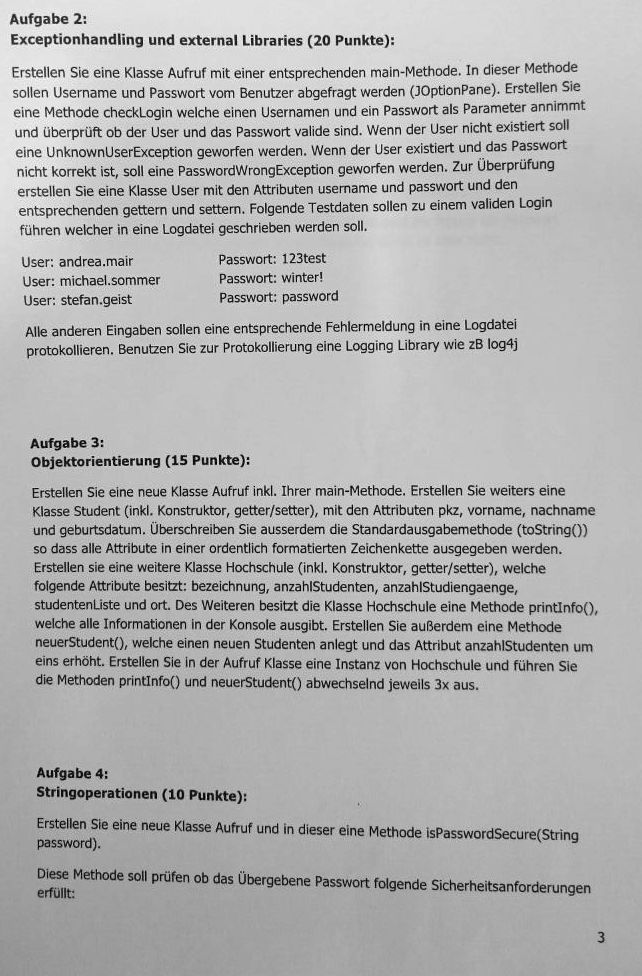 Aufgabe 2:
Exceptionhandling und external Libraries (20 Punkte):
Erstellen Sie eine Klasse Aufruf mit einer entsprechenden main-Methode. In dieser Methode
sollen Username und Passwort vom Benutzer abgefragt werden (JOptionPane). Erstellen Sie
eine Methode checkLogin welche einen Usernamen und ein Passwort als Parameter annimmt
und überprüft ob der User und das Passwort valide sind. Wenn der User nicht existiert soll
eine UnknownUserException geworfen werden. Wenn der User existiert und das Passwort
nicht korrekt ist, soll eine PasswordWrongException geworfen werden. Zur Überprüfung
erstellen Sie eine Klasse User mit den Attributen username und passwort und den
entsprechenden gettern und settern. Folgende Testdaten sollen zu einem validen Login
führen welcher in eine Logdatei geschrieben werden soll.
User: andrea.mair Passwort: 123test
User: michael.sommer Passwort: winter!
User: stefan.geist Passwort: password
Alle anderen Eingaben sollen eine entsprechende Fehlermeldung in eine Logdatei
protokollieren. Benutzen Sie zur Protokollierung eine Logging Library wie zB log4j
Aufgabe 3:
Objektorientierung (15 Punkte):
Erstellen Sie eine neue Klasse Aufruf inkl. Ihrer main-Methode. Erstellen Sie weiters eine
Klasse Student (inkl. Konstruktor, getter/setter), mit den Attributen pkz, vorname, nachname
und geburtsdatum. Überschreiben Sie ausserdem die Standardausgabemethode (toString())
so dass alle Attribute in einer ordentlich formatierten Zeichenkette ausgegeben werden.
Erstellen sie eine weitere Klasse Hochschule (inkl. Konstruktor, getter/setter), welche
folgende Attribute besitzt: bezeichnung, anzahlStudenten, anzahlStudiengaenge,
studentenListe und ort. Des Weiteren besitzt die Klasse Hochschule eine Methode printInfo(),
welche alle Informationen in der Konsole ausgibt. Erstellen Sie außerdem eine Methode
neuerStudent(), welche einen neuen Studenten anlegt und das Attribut anzahlStudenten um
eins erhöht. Erstellen Sie in der Aufruf Klasse eine Instanz von Hochschule und führen Sie
die Methoden printInfo() und neuerStudent() abwechselnd jeweils 3x aus.
Aufgabe 4:
Stringoperationen (10 Punkte):
Erstellen Sie eine neue Klasse Aufruf und in dieser eine Methode isPasswordSecure(String
password).
Diese Methode soll prüfen ob das Übergebene Passwort folgende Sicherheitsanforderungen
erfüllt:
3